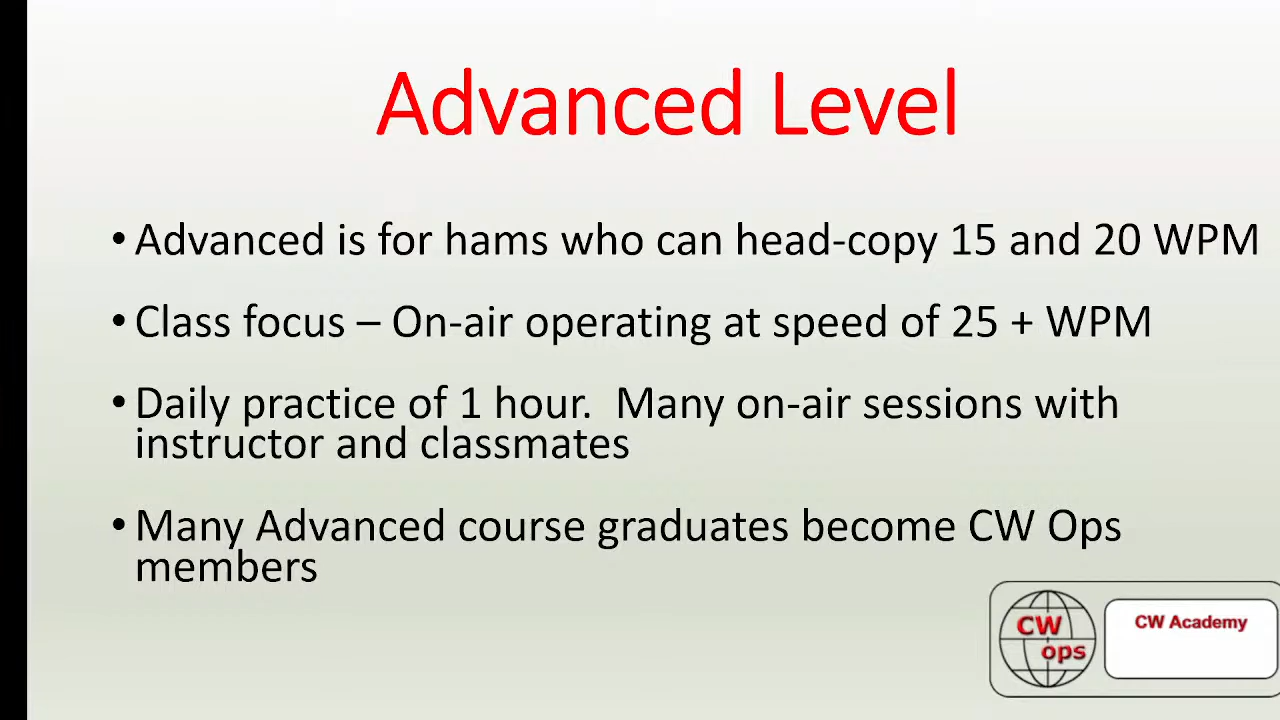 Advanced Level
• Advanced is for hams who can head-copy 15 and 20 WPM
• Class focus – On-air operating at speed of 25 + WPM
• Daily practice of 1 hour.  Many on-air sessions with
instructor and classmates
• Many Advanced course graduates become CW Ops
members
CW
ops
CW Academy